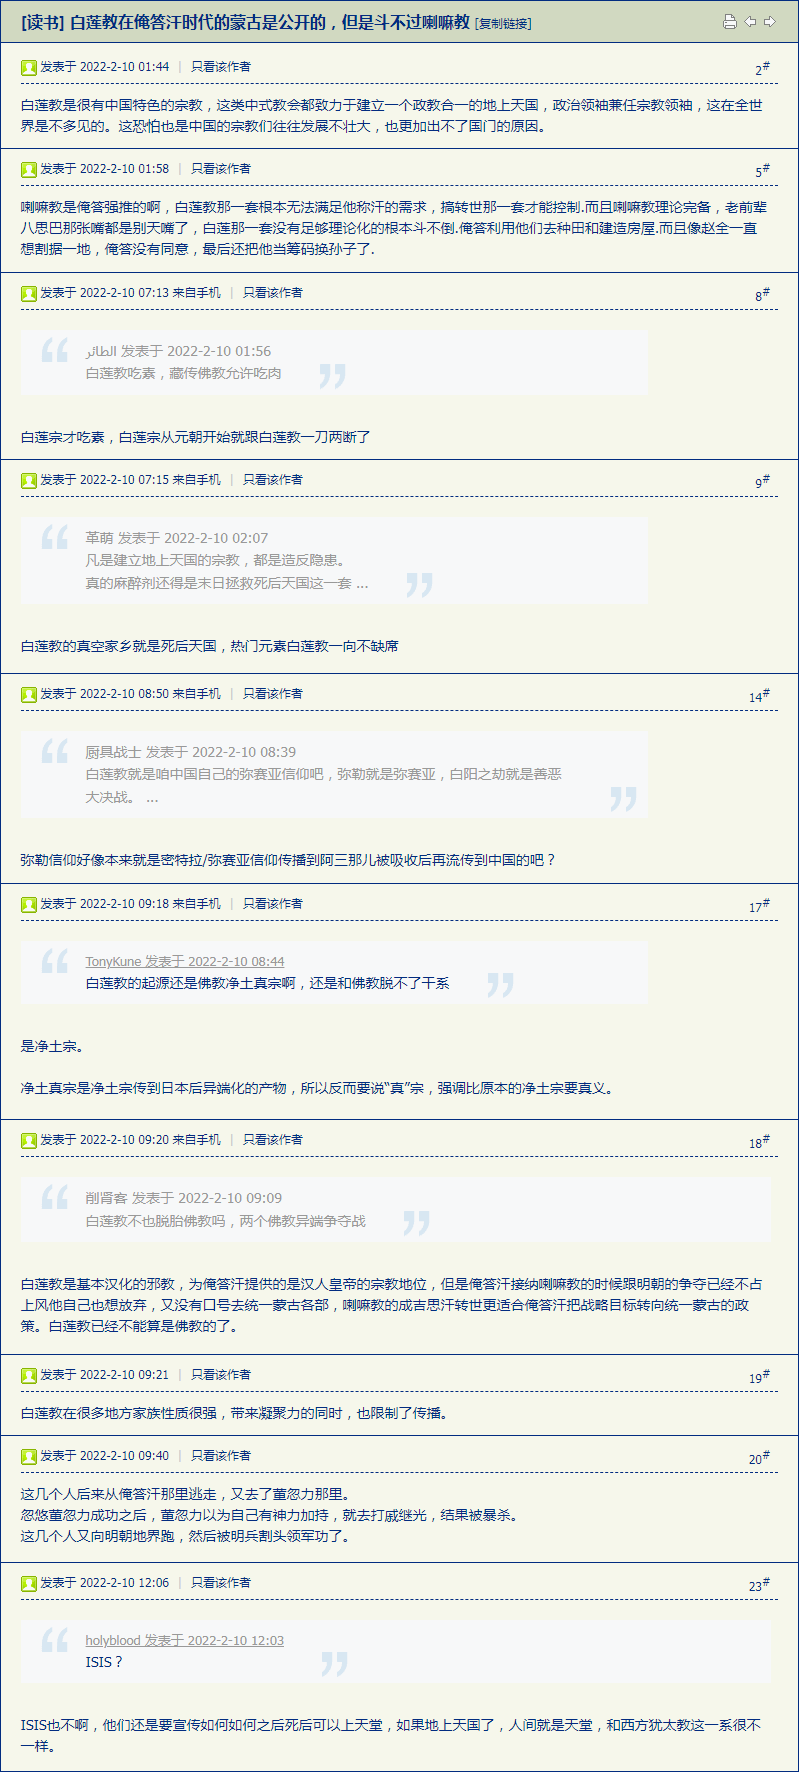 [读书] 白莲教在俺答汗时代的蒙古是公开的，但是斗不过喇嘛教 [复制链接]
发表于 2022-2-10 01:44 | 只看该作者 2#
白莲教是很有中国特色的宗教，这类中式教会都致力于建立一个政教合一的地上天国，政治领袖兼任宗教领袖，这在全世
界是不多见的。这恐怕也是中国的宗教们往往发展不壮大，也更加出不了国门的原因。
发表于 2022-2-10 01:58 | 只看该作者 5#
喇嘛教是俺答强推的啊，白莲教那一套根本无法满足他称汗的需求，搞转世那一套才能控制.而且喇嘛教理论完备，老前辈
八思巴那张嘴都是别天嘴了，白莲那一套没有足够理论化的根本斗不倒.俺答利用他们去种田和建造房屋.而且像赵全一直
想割据一地，俺答没有同意，最后还把他当筹码换孙子了.
发表于 2022-2-10 07:13 来自手机 | 只看该作者 8#
الطائر 发表于 2022-2-10 01:56
白莲教吃素，藏传佛教允许吃肉
白莲宗才吃素，白莲宗从元朝开始就跟白莲教一刀两断了
发表于 2022-2-10 07:15 来自手机 | 只看该作者 9#
革萌 发表于 2022-2-10 02:07
凡是建立地上天国的宗教，都是造反隐患。
真的麻醉剂还得是末日拯救死后天国这一套 ...
白莲教的真空家乡就是死后天国，热门元素白莲教一向不缺席
发表于 2022-2-10 08:50 来自手机 | 只看该作者 14#
厨具战士 发表于 2022-2-10 08:39
白莲教就是咱中国自己的弥赛亚信仰吧，弥勒就是弥赛亚，白阳之劫就是善恶
大决战。 ...
弥勒信仰好像本来就是密特拉/弥赛亚信仰传播到阿三那儿被吸收后再流传到中国的吧？
发表于 2022-2-10 09:18 来自手机 | 只看该作者 17#
TonyKune 发表于 2022-2-10 08:44
白莲教的起源还是佛教净土真宗啊，还是和佛教脱不了干系
是净土宗。
净土真宗是净土宗传到日本后异端化的产物，所以反而要说“真”宗，强调比原本的净土宗要真义。
发表于 2022-2-10 09:20 来自手机 | 只看该作者 18#
削肾客 发表于 2022-2-10 09:09
白莲教不也脱胎佛教吗，两个佛教异端争夺战
白莲教是基本汉化的邪教，为俺答汗提供的是汉人皇帝的宗教地位，但是俺答汗接纳喇嘛教的时候跟明朝的争夺已经不占
上风他自己也想放弃，又没有口号去统一蒙古各部，喇嘛教的成吉思汗转世更适合俺答汗把战略目标转向统一蒙古的政
策。白莲教已经不能算是佛教的了。
发表于 2022-2-10 09:21 | 只看该作者 19#
白莲教在很多地方家族性质很强，带来凝聚力的同时，也限制了传播。
发表于 2022-2-10 09:40 | 只看该作者 20#
这几个人后来从俺答汗那里逃走，又去了董忽力那里。
忽悠董忽力成功之后，董忽力以为自己有神力加持，就去打戚继光，结果被暴杀。
这几个人又向明朝地界跑，然后被明兵割头领军功了。
发表于 2022-2-10 12:06 | 只看该作者 23#
holyblood 发表于 2022-2-10 12:03
ISIS？
ISIS也不啊，他们还是要宣传如何如何之后死后可以上天堂，如果地上天国了，人间就是天堂，和西方犹太教这一系很不
一样。